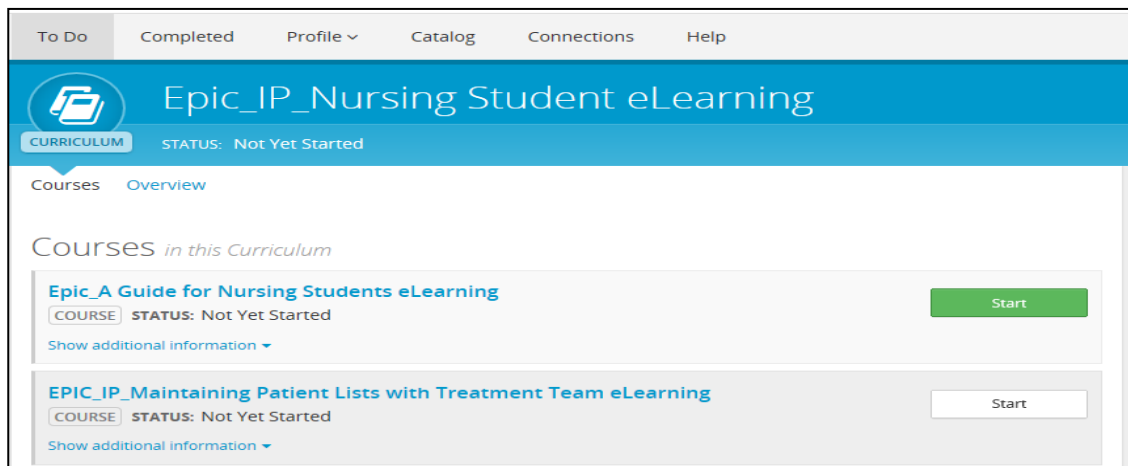 To Do Completed Profile Catalog Connections Help
Epic_IP_Nursing Student eLearning
CURRICULUM
STATUS: Not Yet Started
Courses Overview
Courses in this Curriculum
Epic_A Guide for Nursing Students eLearning
Start
COURSE STATUS: Not Yet Started
Show additional information
EPIC_IP_Maintaining Patient Lists with Treatment Team eLearning
Start
COURSE STATUS: Not Yet Started
Show additional information